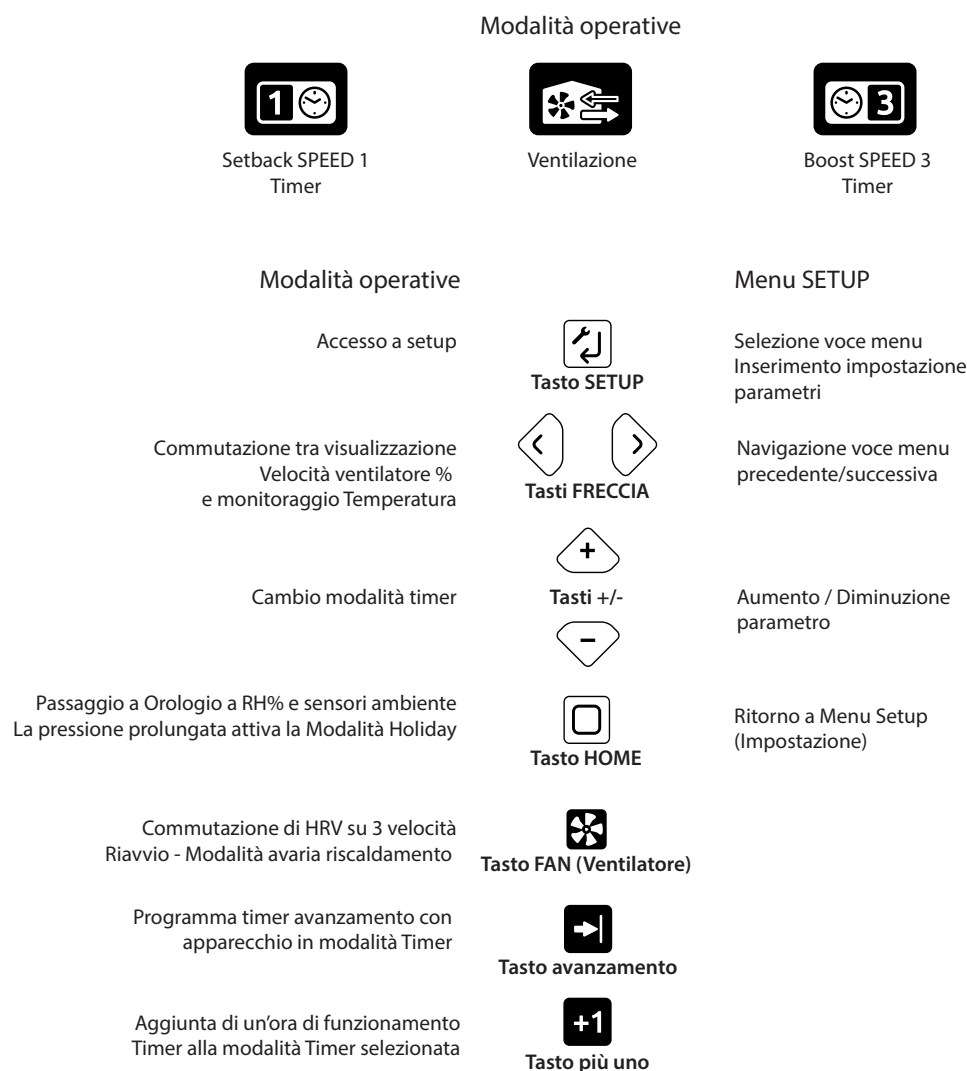 Modalità operative
1
3
Setback SPEED 1
Timer
Ventilazione
Boost SPEED 3
Timer
Modalità operative
Menu SETUP
Accesso a setup
Tasto SETUP
Selezione voce menu
Inserimento impostazione
parametri
Commutazione tra visualizzazione
Velocità ventilatore %
e monitoraggio Temperatura
Tasti FRECCIA
Navigazione voce menu
precedente/successiva
+
Cambio modalità timer
Tasti +/-
Aumento / Diminuzione
parametro
-
Passaggio a Orologio a RH% e sensori ambiente
La pressione prolungata attiva la Modalità Holiday
Tasto HOME
Ritorno a Menu Setup
(Impostazione)
Commutazione di HRV su 3 velocità
Riavvio - Modalità avaria riscaldamento
Tasto FAN (Ventilatore)
Programma timer avanzamento con
apparecchio in modalità Timer
Tasto avanzamento
+1
Aggiunta di un'ora di funzionamento
Timer alla modalità Timer selezionata
Tasto più uno